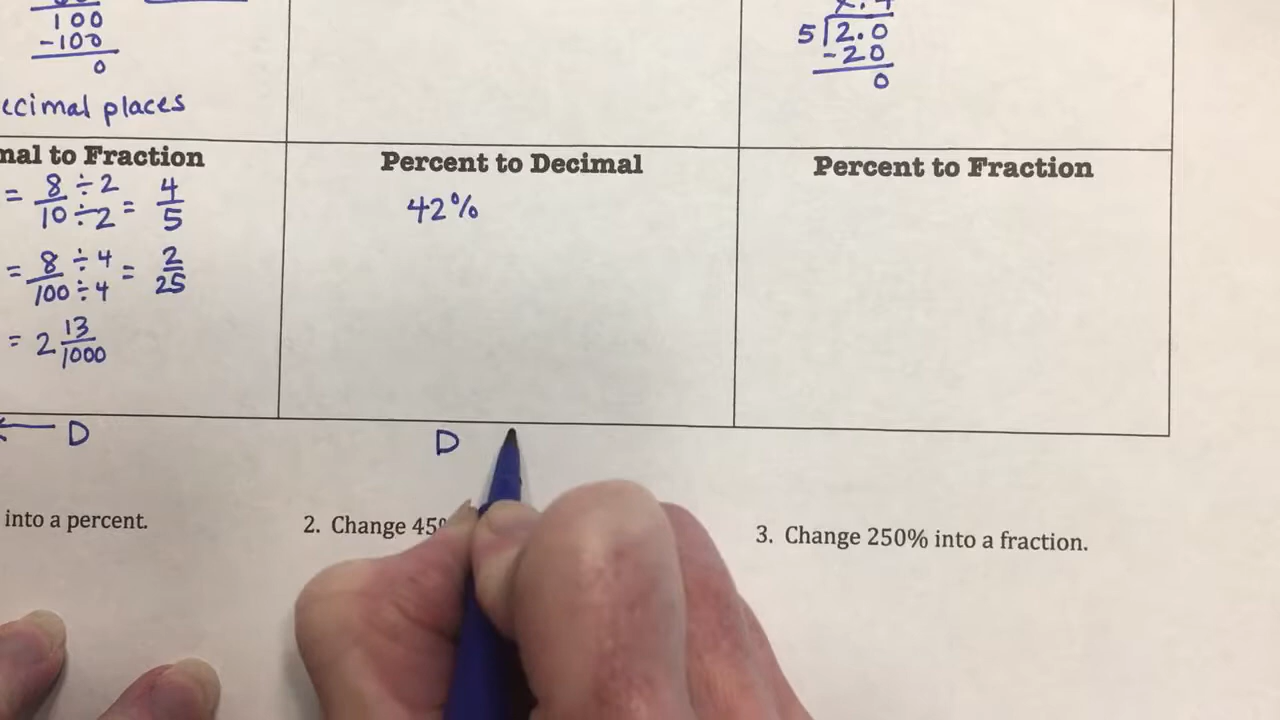 100
-100
0
ecimal places
5 2.0
-20
0
nal to Fraction
= 8/10 ÷2/÷2 = 4/5
= 8/100 ÷4/÷4 = 2/25
= 2 13/1000
Percent to Decimal
42%
Percent to Fraction
← D
D
into a percent.
2. Change 45%
3. Change 250% into a fraction.